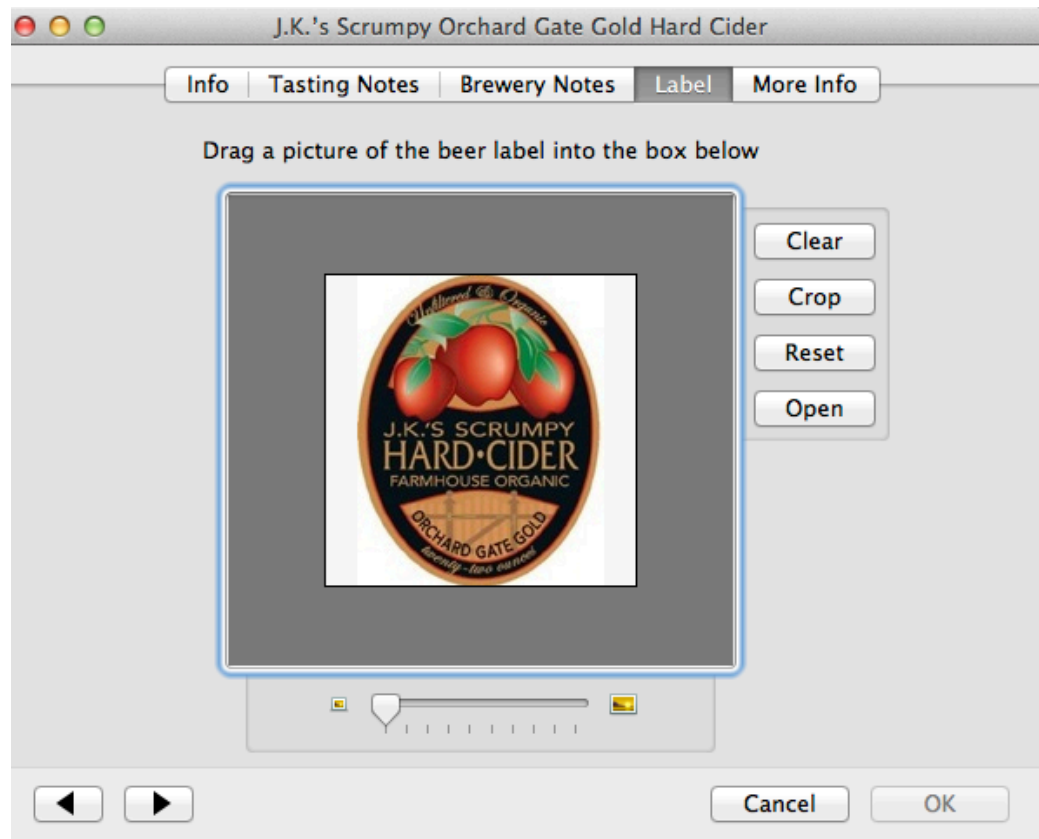 J.K.'s Scrumpy Orchard Gate Gold Hard Cider
Info Tasting Notes Brewery Notes Label More Info
Drag a picture of the beer label into the box below
Clear
Crop
Reset
Open
Unfiltered & Organic
J.K.'S SCRUMPY
HARD•CIDER
FARMHOUSE ORGANIC
ORCHARD GATE GOLD
twenty-two ounces
Cancel OK